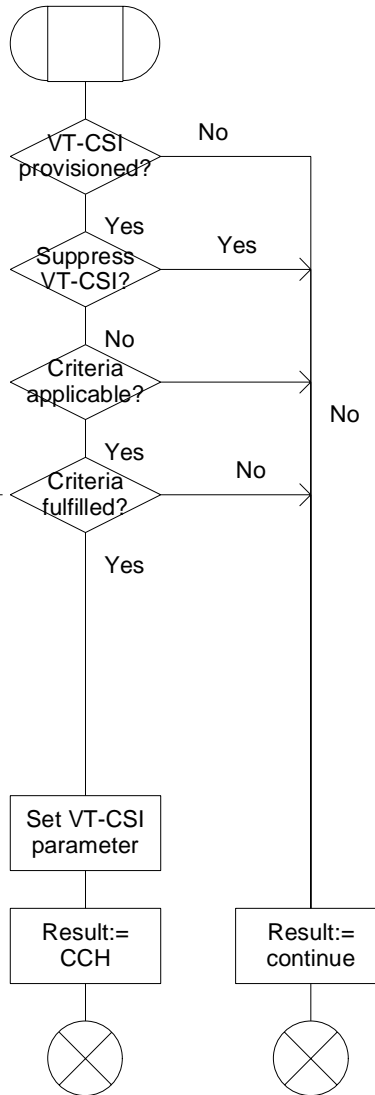 VT-CSI
provisioned?
No
Yes
Suppress
VT-CSI?
Yes
No
Criteria
applicable?
No
Yes
Criteria
fulfilled?
No
Yes
Set VT-CSI
parameter
Result:=
CCH
Result:=
continue